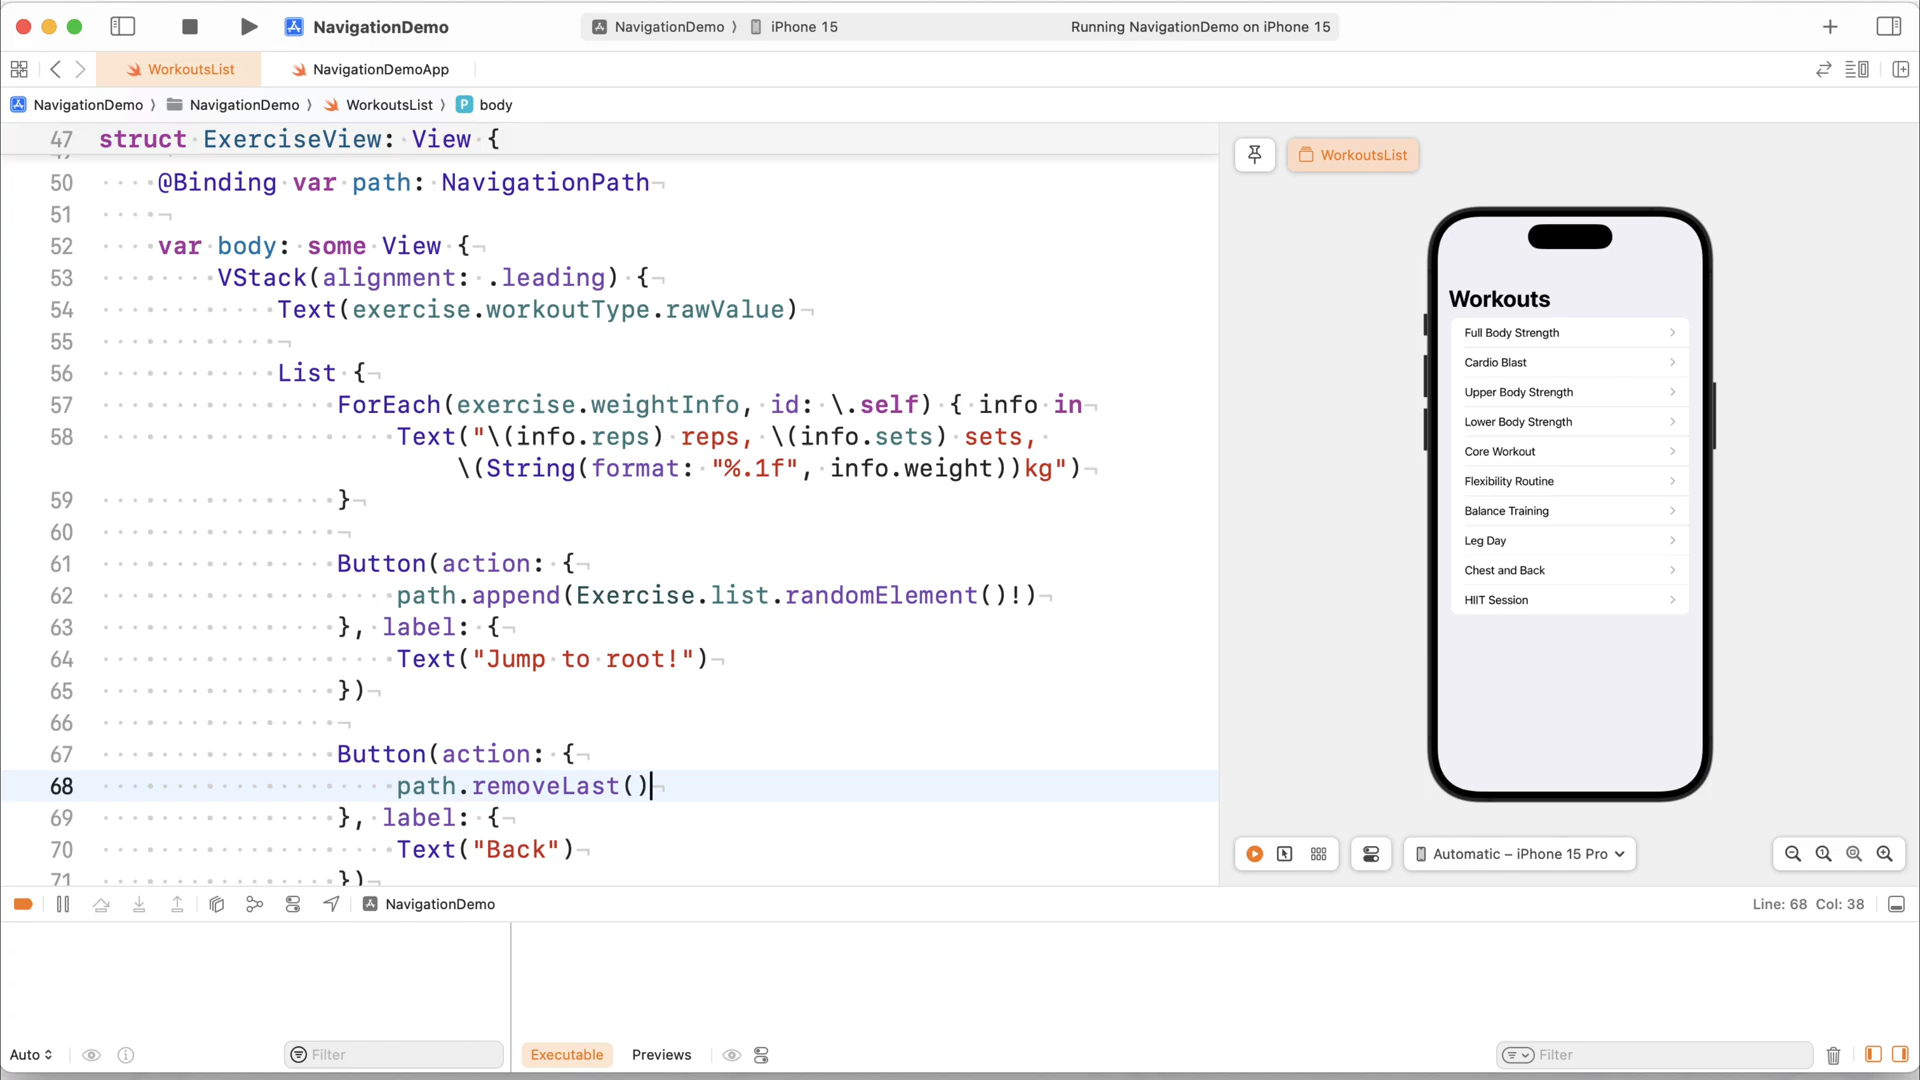 NavigationDemo
NavigationDemo 〉 iPhone 15
Running NavigationDemo on iPhone 15
WorkoutsList
NavigationDemoApp
NavigationDemo 〉 NavigationDemo 〉 WorkoutsList 〉 P body
47 struct ExerciseView: View {
50 @Binding var path: NavigationPath
51
52 var body: some View {
53 VStack(alignment: .leading) {
54 Text(exercise.workoutType.rawValue)
55
56 List {
57 ForEach(exercise.weightInfo, id: \.self) { info in
58 Text("\(info.reps) reps, \(info.sets) sets,
\(String(format: "%.1f", info.weight))kg")
59 }
60
61 Button(action: {
62 path.append(Exercise.list.randomElement()!)
63 }, label: {
64 Text("Jump to root!")
65 })
66
67 Button(action: {
68 path.removeLast()
69 }, label: {
70 Text("Back")
71 })
WorkoutsList
Workouts
Full Body Strength
Cardio Blast
Upper Body Strength
Lower Body Strength
Core Workout
Flexibility Routine
Balance Training
Leg Day
Chest and Back
HIIT Session
Automatic – iPhone 15 Pro
NavigationDemo
Line: 68 Col: 38
Auto
Filter
Executable
Previews
Filter